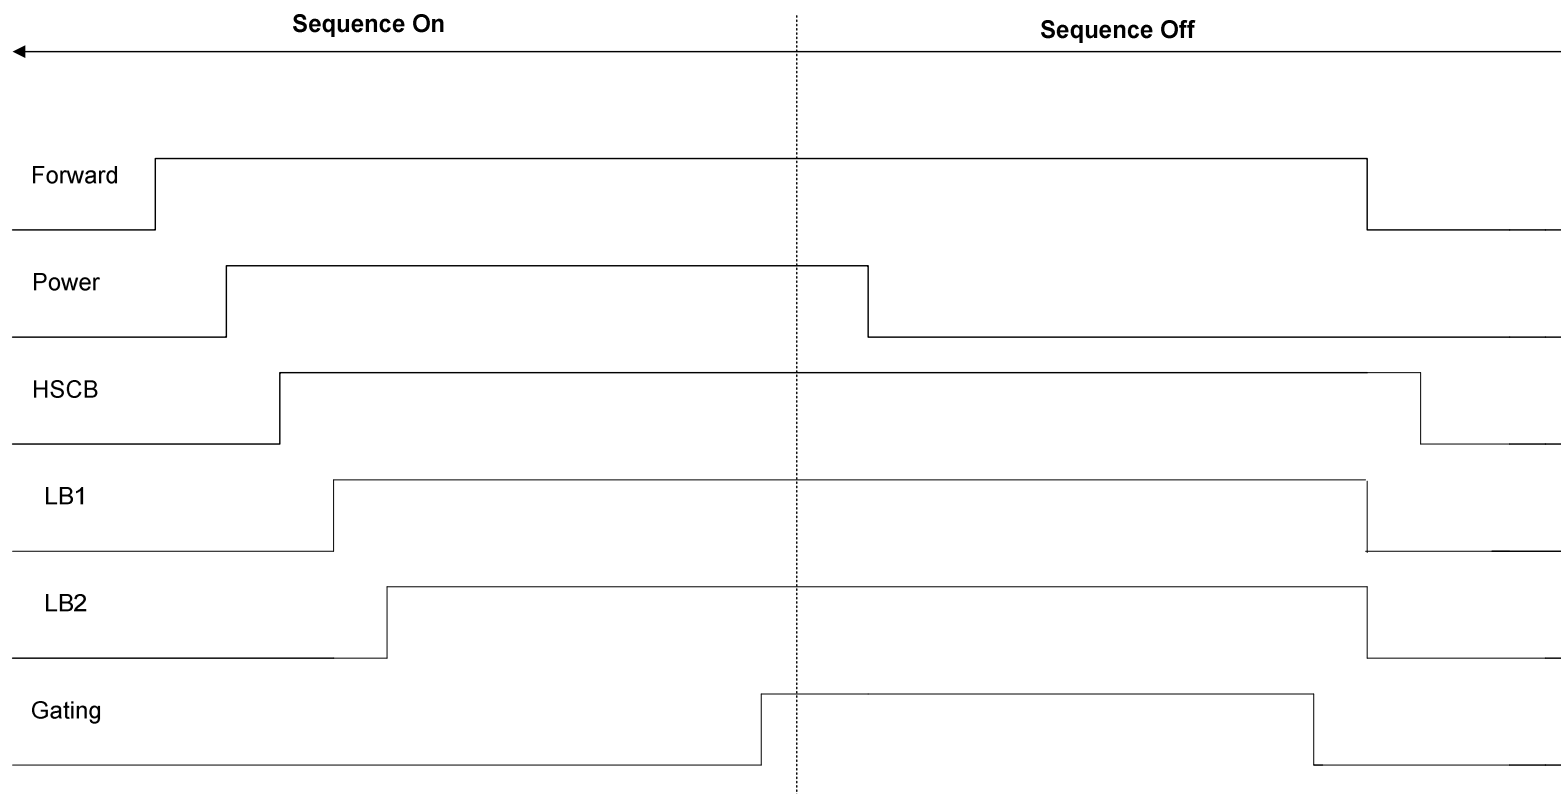 Sequence On
Sequence Off
Forward
Power
HSCB
LB1
LB2
Gating